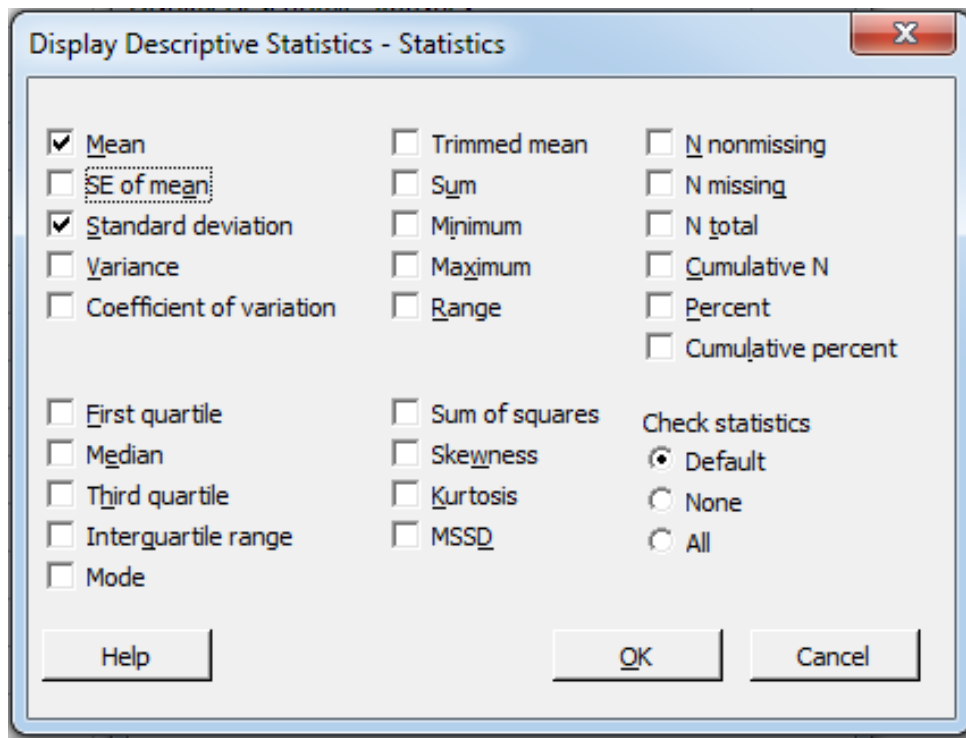 Display Descriptive Statistics - Statistics
Mean
SE of mean
Standard deviation
Variance
Coefficient of variation
Trimmed mean
Sum
Minimum
Maximum
Range
N nonmissing
N missing
N total
Cumulative N
Percent
Cumulative percent
First quartile
Median
Third quartile
Interquartile range
Mode
Sum of squares
Skewness
Kurtosis
MSSD
Check statistics
Default
None
All
Help
OK
Cancel